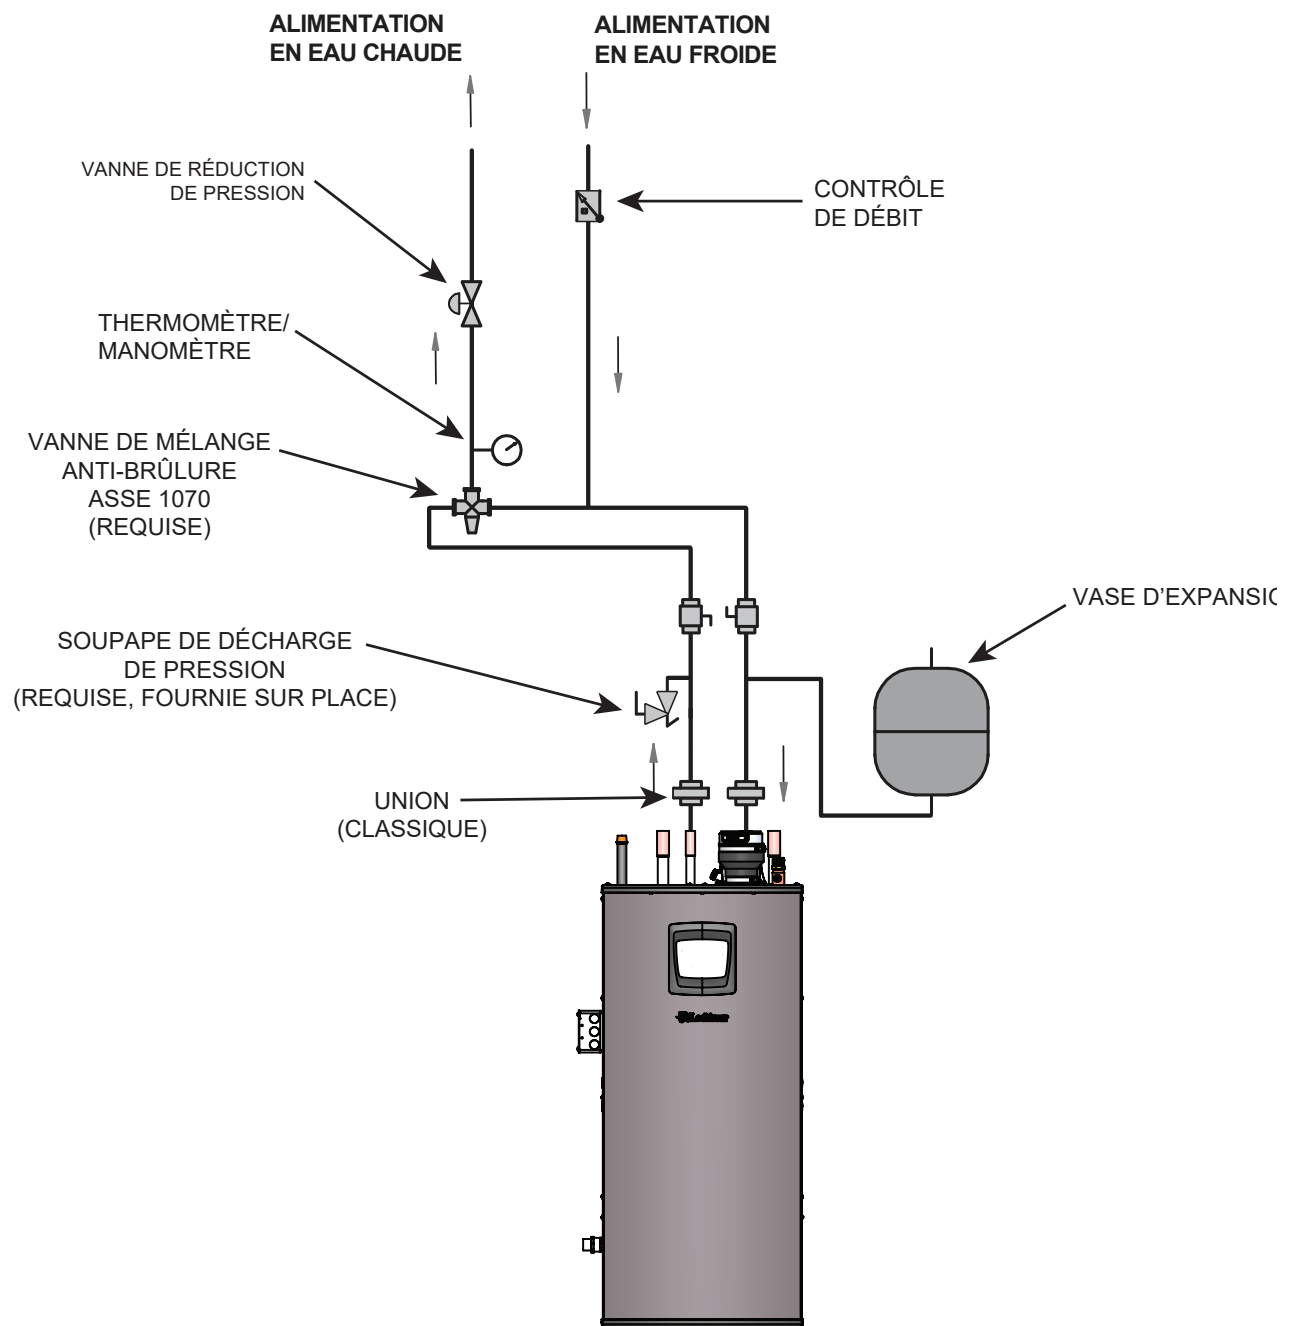 ALIMENTATION
EN EAU CHAUDE
ALIMENTATION
EN EAU FROIDE
VANNE DE RÉDUCTION
DE PRESSION
CONTRÔLE
DE DÉBIT
THERMOMÈTRE/
MANOMÈTRE
VANNE DE MÉLANGE
ANTI-BRÛLURE
ASSE 1070
(REQUISE)
VASE D’EXPANSIO
SOUPAPE DE DÉCHARGE
DE PRESSION
(REQUISE, FOURNIE SUR PLACE)
UNION
(CLASSIQUE)